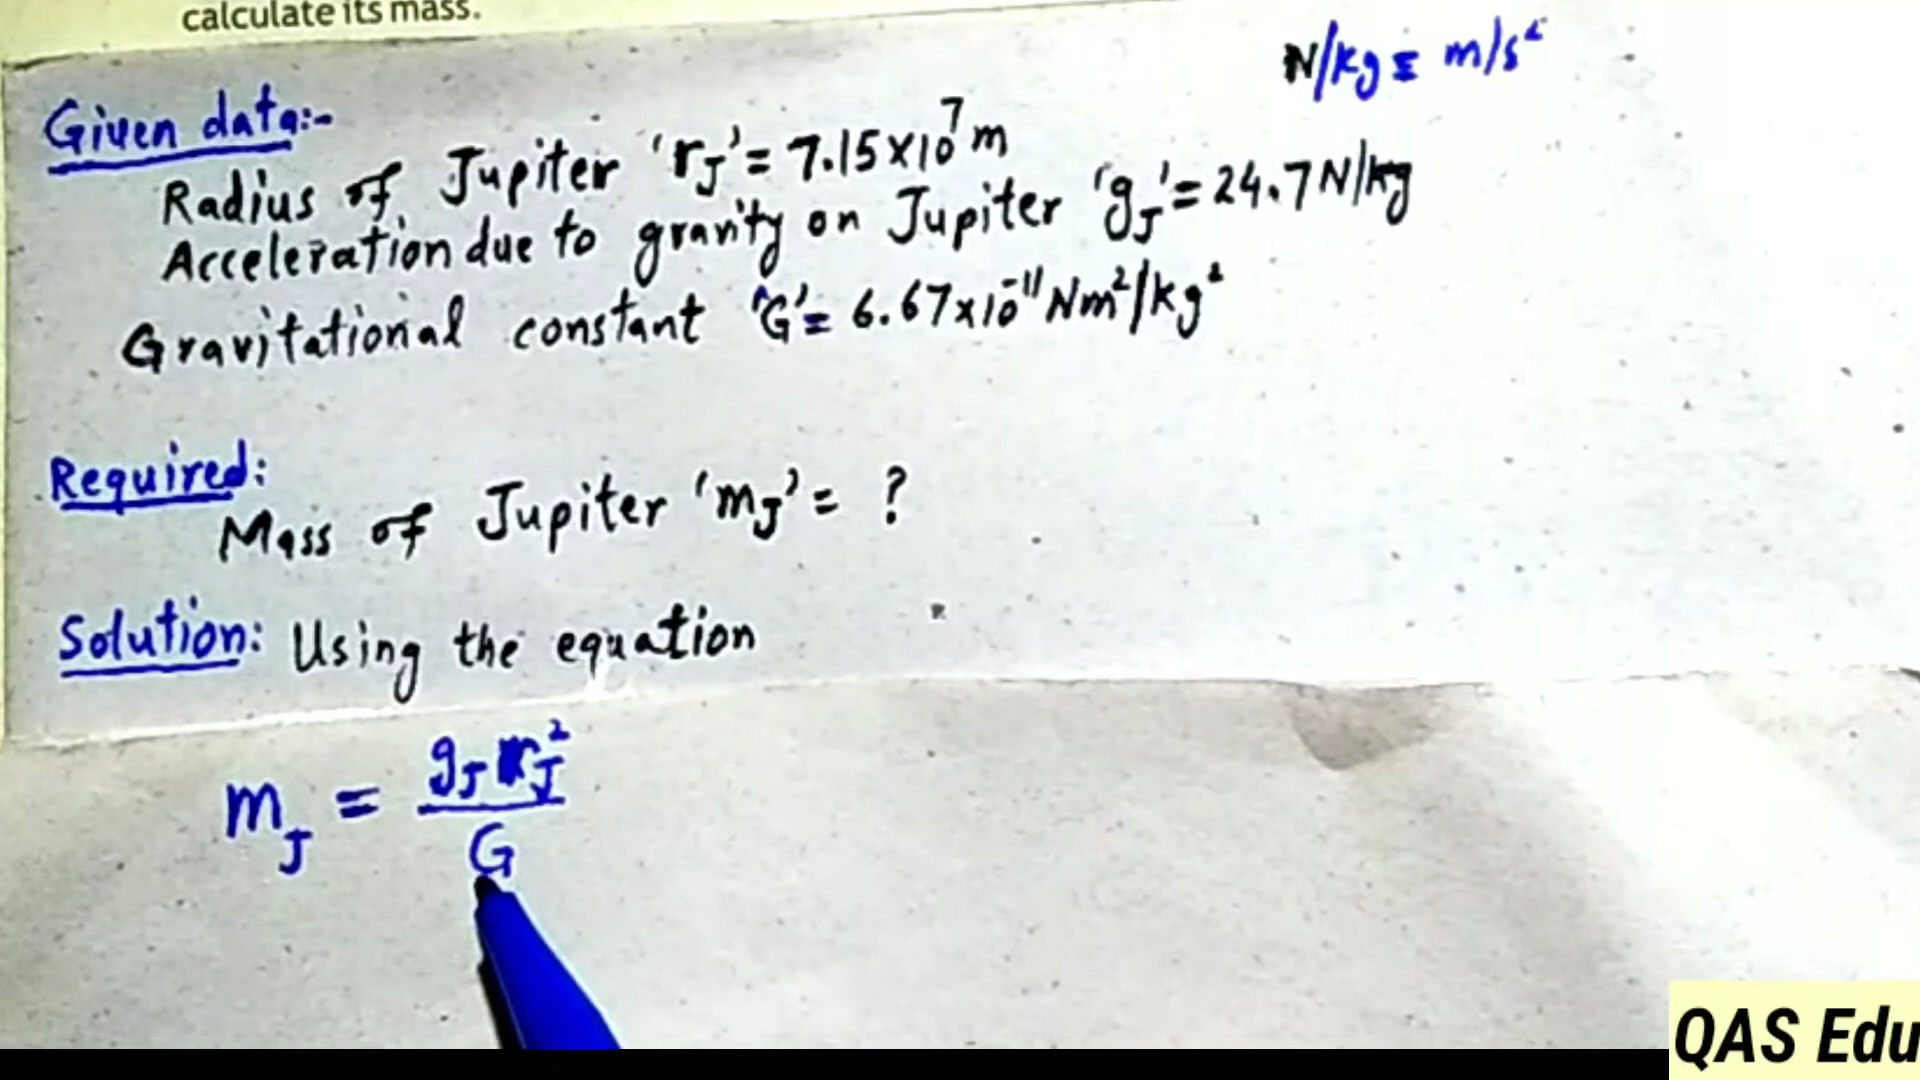 calculate its mass.
N/kg = m/s²
Given data:-
Radius of Jupiter 'rJ' = 7.15×10⁷ m
Acceleration due to gravity on Jupiter 'gJ' = 24.7 N/kg
Gravitational constant 'G' = 6.67×10⁻¹¹ Nm²/kg²
Required:
Mass of Jupiter 'mJ' = ?
Solution: Using the equation
mJ = gJ rJ² / G
QAS Edu